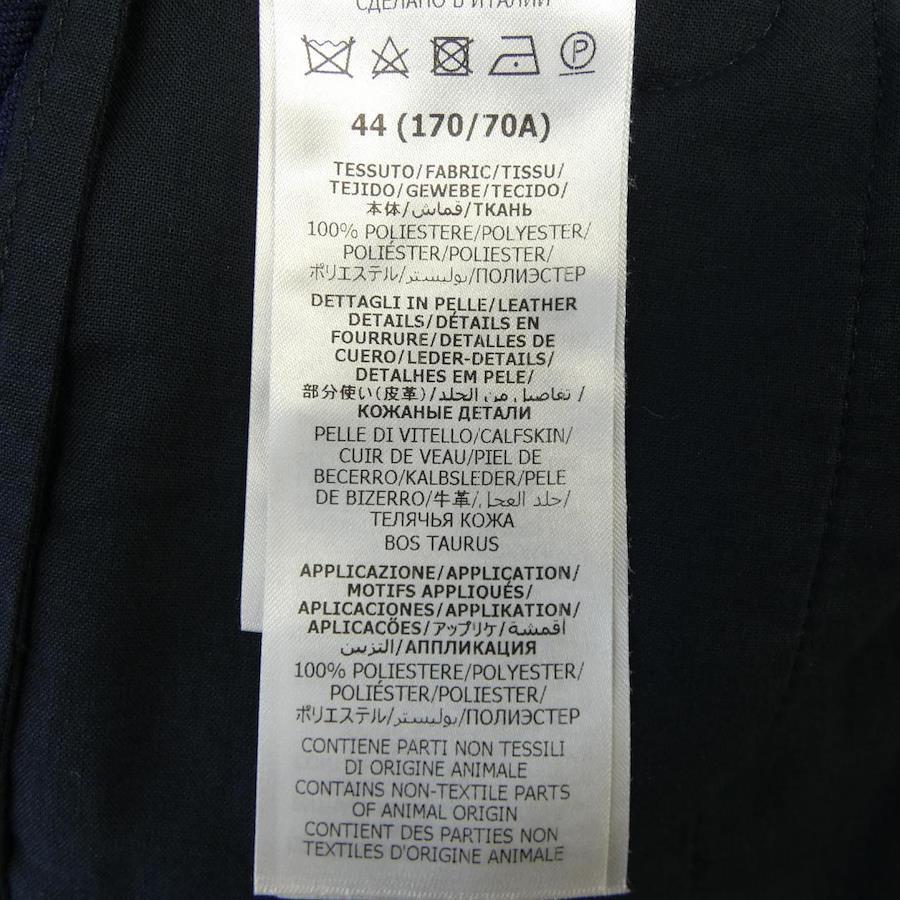 СДЕЛАНО В ИТАЛИИ
P
44 (170/70A)
TESSUTO/FABRIC/TISSU/
TEJIDO/GEWEBE/TECIDO/
本体/قماش/ТКАНЬ
100% POLIESTERE/POLYESTER/
POLIÉSTER/POLIESTER/
ポリエステル/بوليستر/ПОЛИЭСТЕР
DETTAGLI IN PELLE/LEATHER
DETAILS/DÉTAILS EN
FOURRURE/DETALLES DE
CUERO/LEDER-DETAILS/
DETALHES EM PELE/
部分使い(皮革)/تفاصيل من الجلد/
КОЖАНЫЕ ДЕТАЛИ
PELLE DI VITELLO/CALFSKIN/
CUIR DE VEAU/PIEL DE
BECERRO/KALBSLEDER/PELE
DE BIZERRO/牛革/جلد العجل/
ТЕЛЯЧЬЯ КОЖА
BOS TAURUS
APPLICAZIONE/APPLICATION/
MOTIFS APPLIQUÉS/
APLICACIONES/APPLIKATION/
APLICACÕES/アップリケ/أقمشة
التزيين/АППЛИКАЦИЯ
100% POLIESTERE/POLYESTER/
POLIÉSTER/POLIESTER/
ポリエステル/بوليستر/ПОЛИЭСТЕР
CONTIENE PARTI NON TESSILI
DI ORIGINE ANIMALE
CONTAINS NON-TEXTILE PARTS
OF ANIMAL ORIGIN
CONTIENT DES PARTIES NON
TEXTILES D'ORIGINE ANIMALE